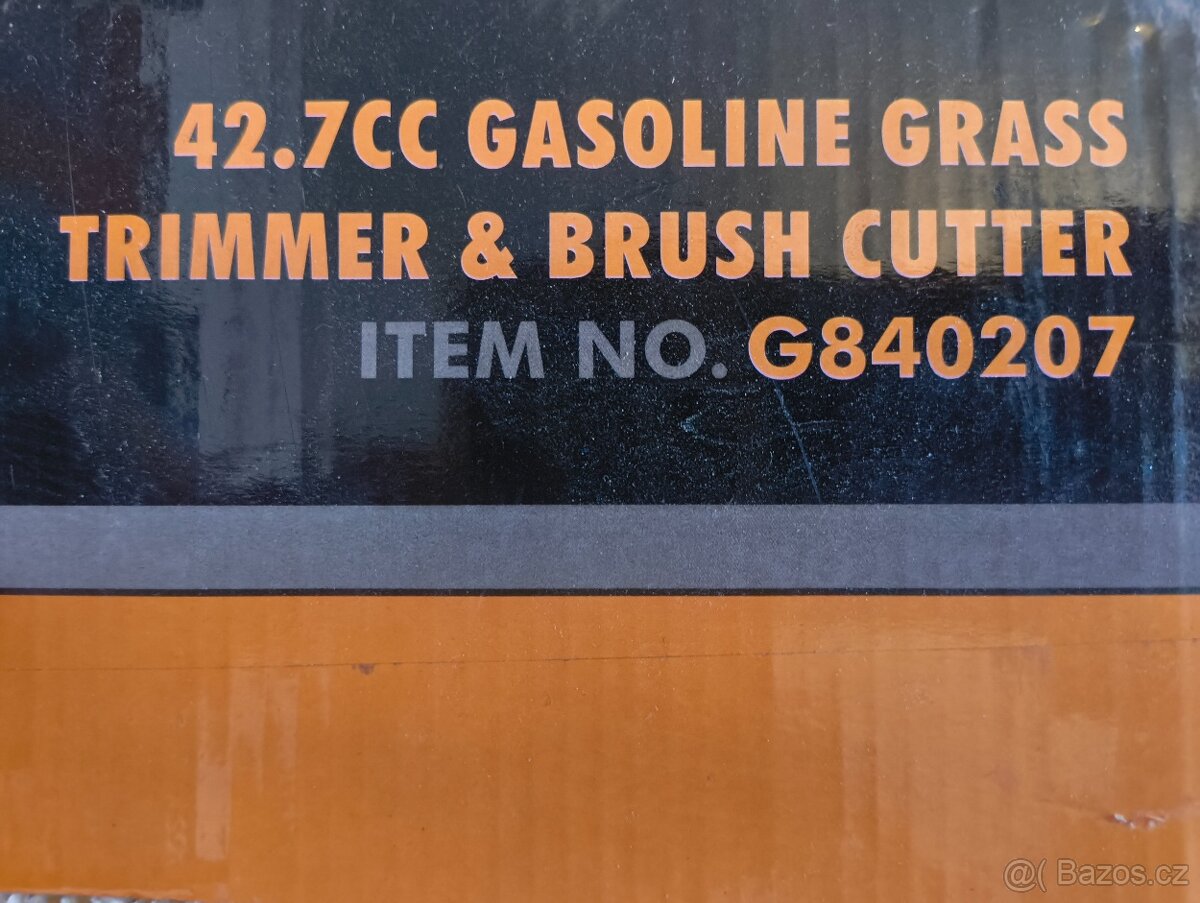 42.7CC GASOLINE GRASS
TRIMMER & BRUSH CUTTER
ITEM NO. G840207
@( Bazos.cz